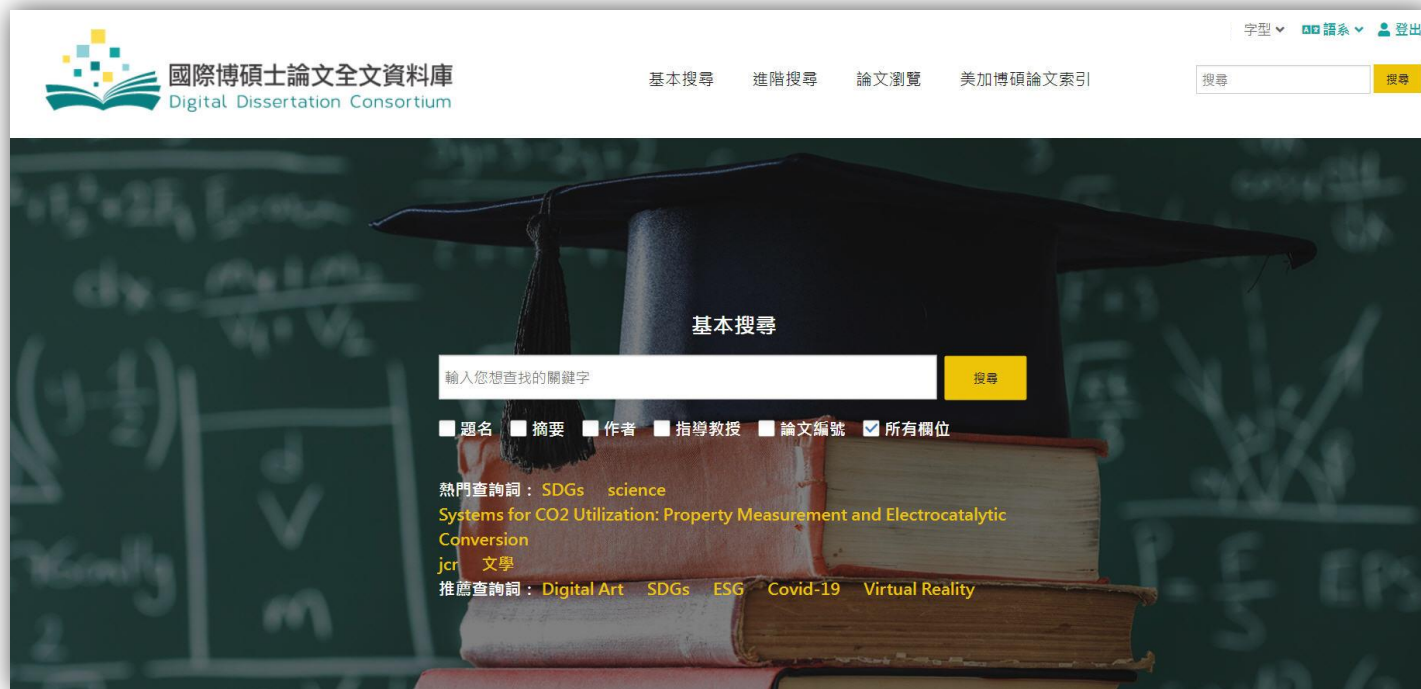 字型 語系 登出
國際博碩士論文全文資料庫
Digital Dissertation Consortium
基本搜尋 進階搜尋 論文瀏覽 美加博碩論文索引
搜尋 搜尋
基本搜尋
輸入您想查找的關鍵字 搜尋
題名 摘要 作者 指導教授 論文編號 所有欄位
熱門查詢詞： SDGs science
Systems for CO2 Utilization: Property Measurement and Electrocatalytic
Conversion
jcr 文學
推薦查詢詞： Digital Art SDGs ESG Covid-19 Virtual Reality